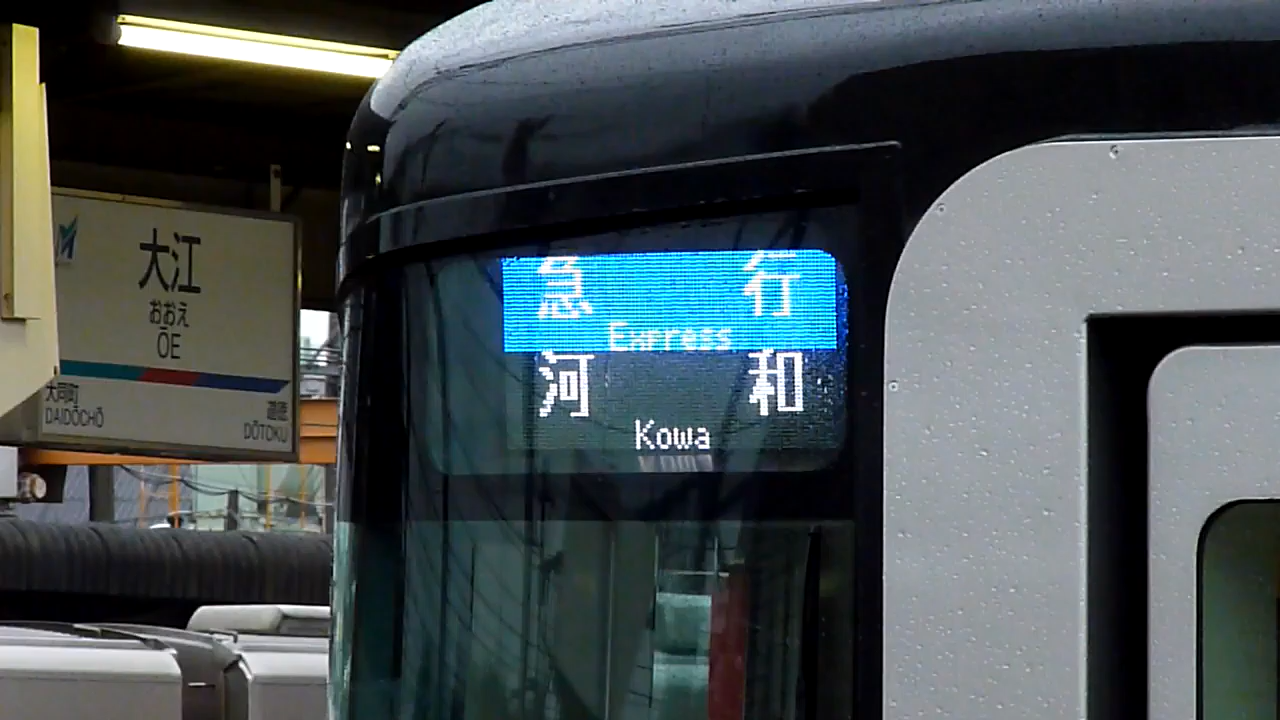 大江
おおえ
ŌE
大同町
DAIDŌCHŌ
道徳
DŌTOKU
急行
Express
河和
Kowa